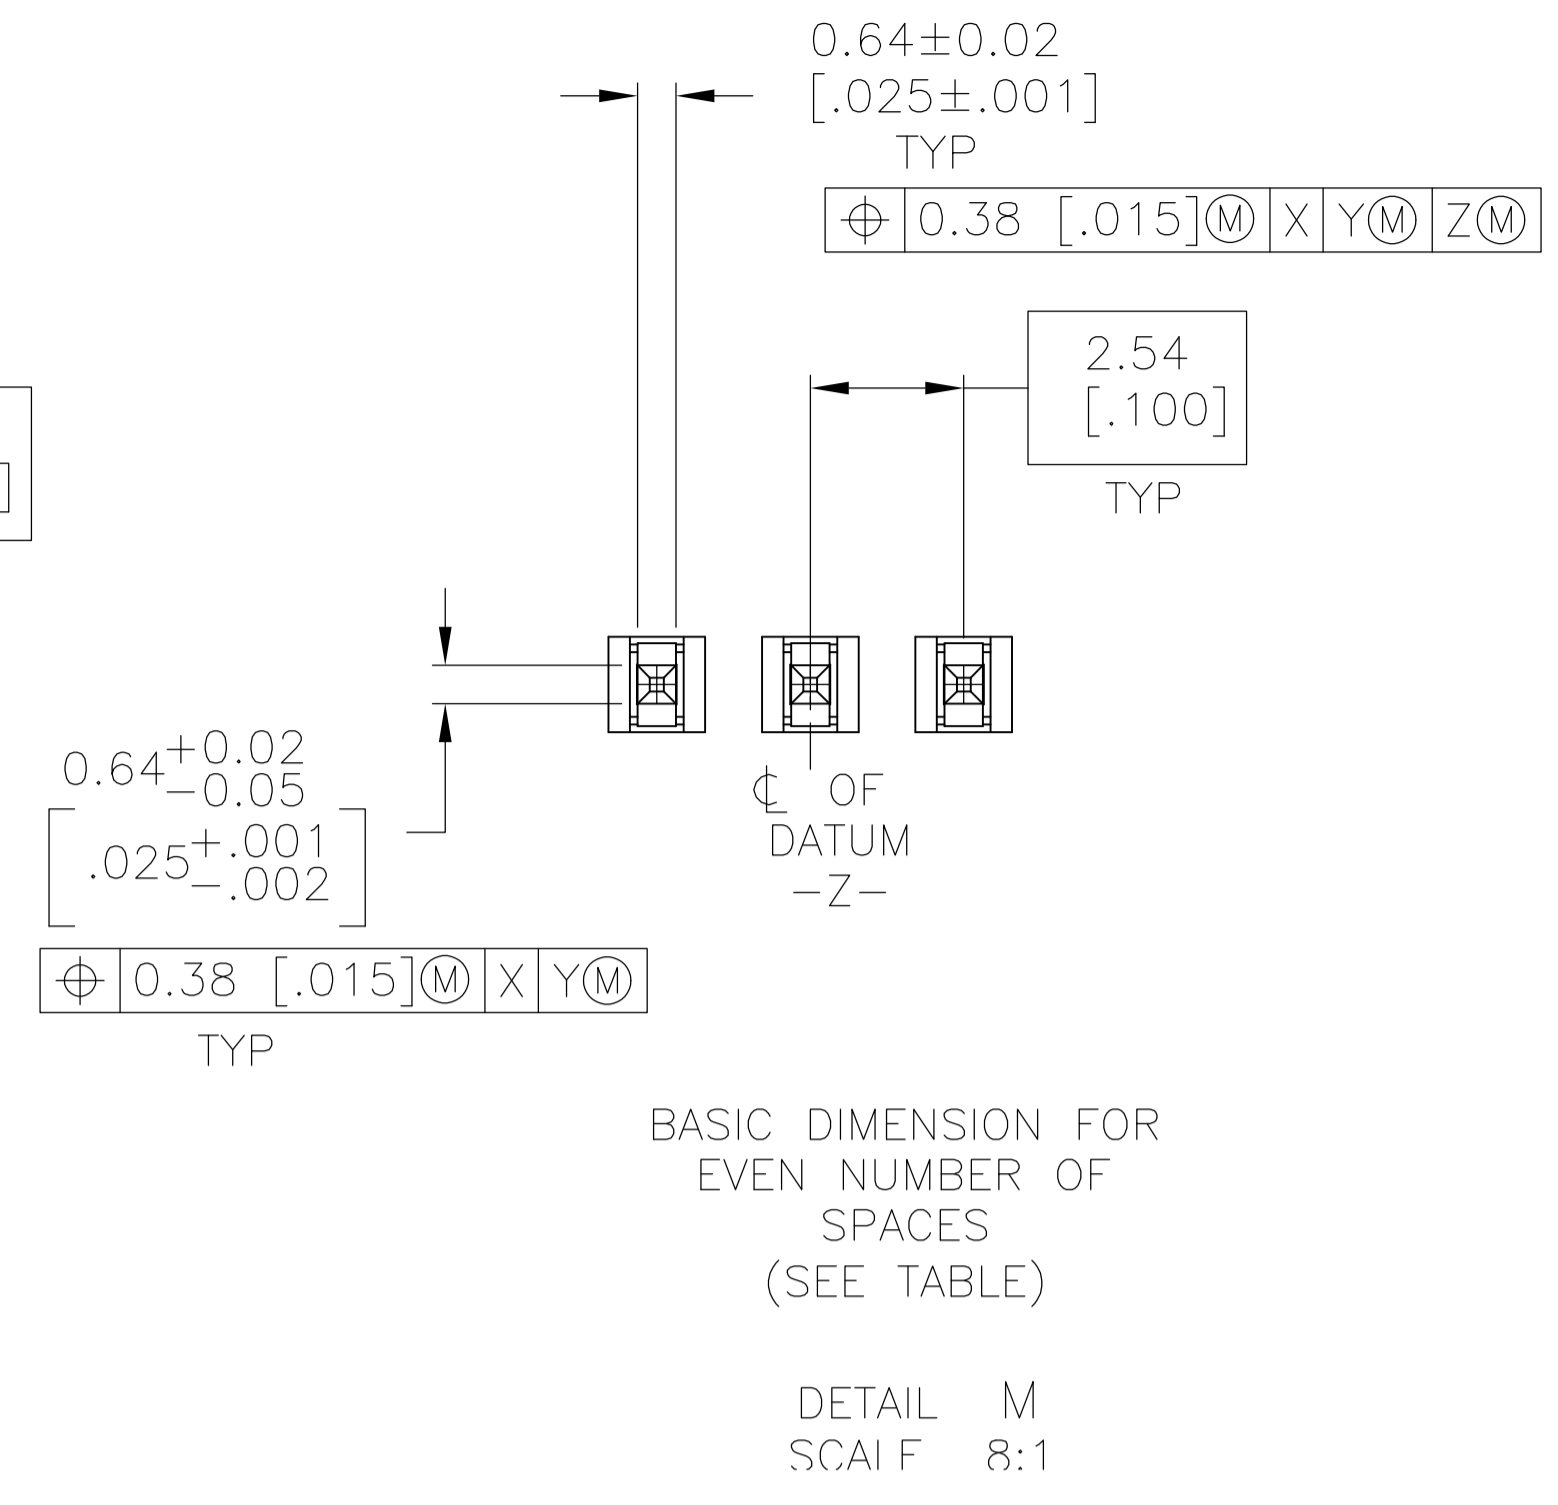 0.64±0.02
[.025±.001]
TYP
⌖ 0.38 [.015]Ⓜ X YⓂ ZⓂ
2.54
[.100]
TYP
0.64 +0.02
-0.05
[.025 +.001
-.002]
℄ OF
DATUM
-Z-
⌖ 0.38 [.015]Ⓜ X YⓂ
TYP
BASIC DIMENSION FOR
EVEN NUMBER OF
SPACES
(SEE TABLE)
DETAIL M
SCALE 8:1